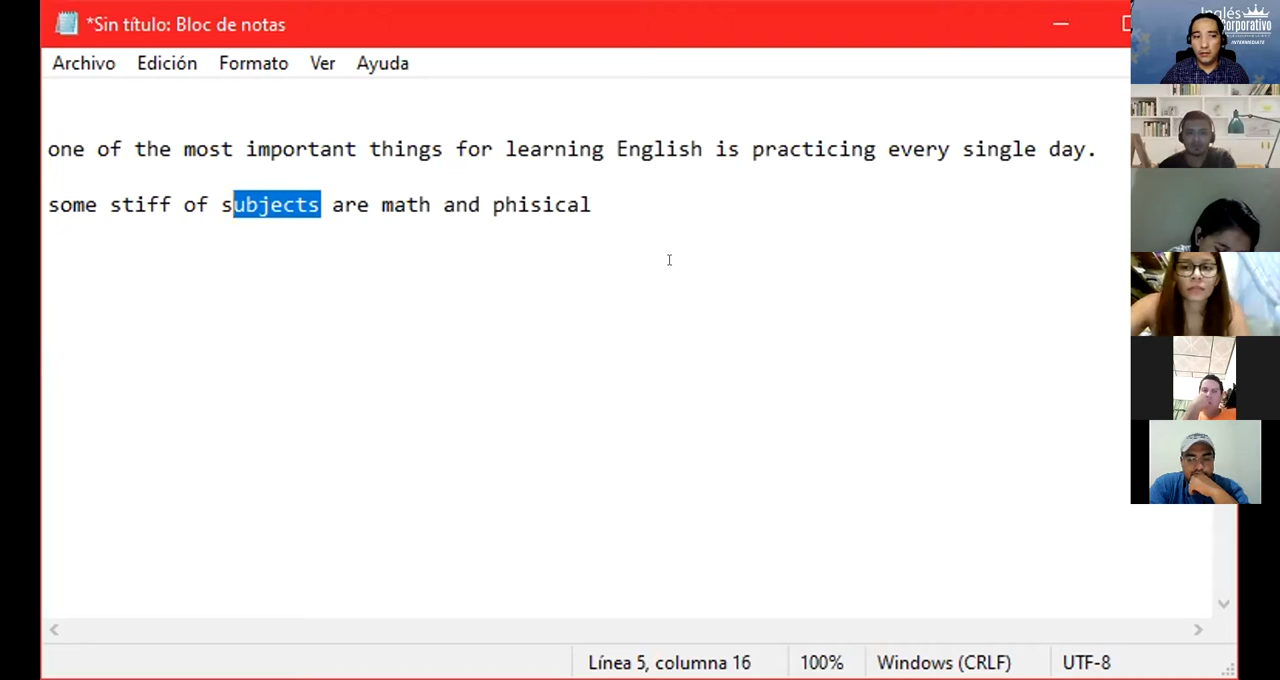 *Sin título: Bloc de notas
Archivo Edición Formato Ver Ayuda
Inglés
Corporativo
INTERMEDIATE
one of the most important things for learning English is practicing every single day.
some stiff of subjects are math and phisical
Línea 5, columna 16 100% Windows (CRLF) UTF-8